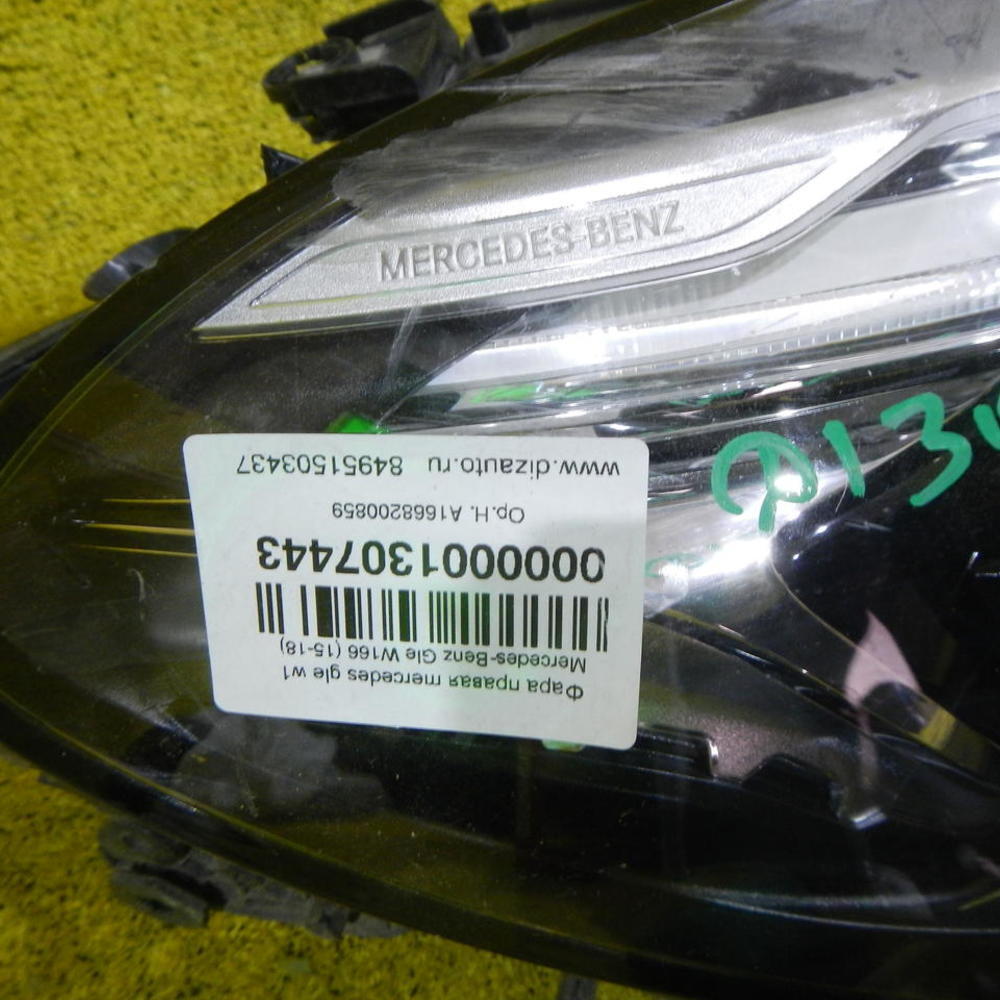 MERCEDES-BENZ
Фара правая mercedes gle w1
Mercedes-Benz Gle W166 (15-18)
0000001307443
Ор.Н. A1668200859
www.dizauto.ru 84951503437